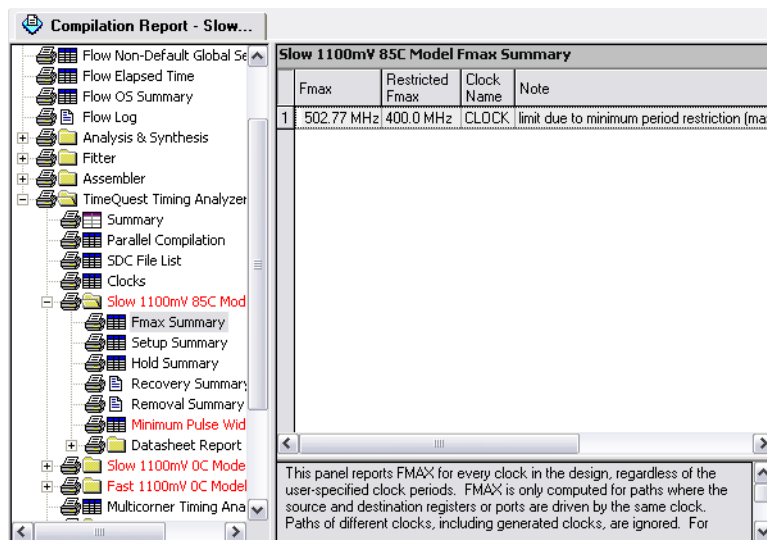 Compilation Report - Slow...
Flow Non-Default Global Se
Flow Elapsed Time
Flow OS Summary
Flow Log
Analysis & Synthesis
Fitter
Assembler
TimeQuest Timing Analyzer
Summary
Parallel Compilation
SDC File List
Clocks
Slow 1100mV 85C Mod
Fmax Summary
Setup Summary
Hold Summary
Recovery Summary
Removal Summary
Minimum Pulse Wid
Datasheet Report
Slow 1100mV 0C Mode
Fast 1100mV 0C Model
Multicorner Timing Ana
Slow 1100mV 85C Model Fmax Summary
Fmax Restricted Fmax Clock Name Note
1 502.77 MHz 400.0 MHz CLOCK limit due to minimum period restriction (ma
This panel reports FMAX for every clock in the design, regardless of the
user-specified clock periods. FMAX is only computed for paths where the
source and destination registers or ports are driven by the same clock.
Paths of different clocks, including generated clocks, are ignored. For